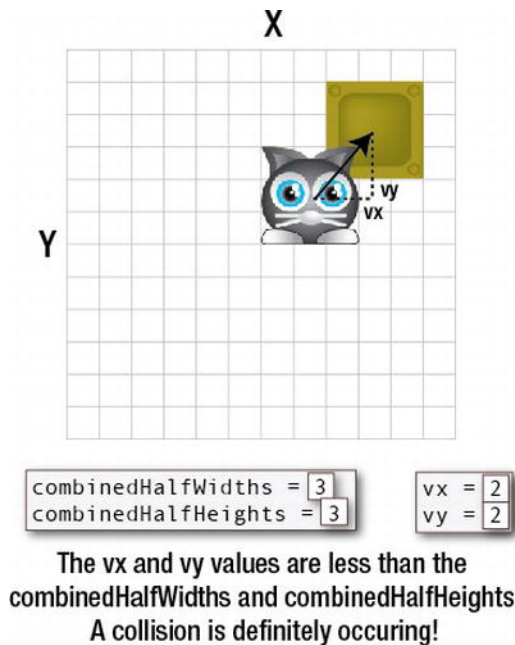 X
vy
vx
Y
combinedHalfWidths = 3
combinedHalfHeights = 3
vx = 2
vy = 2
The vx and vy values are less than the
combinedHalfWidths and combinedHalfHeights
A collision is definitely occuring!